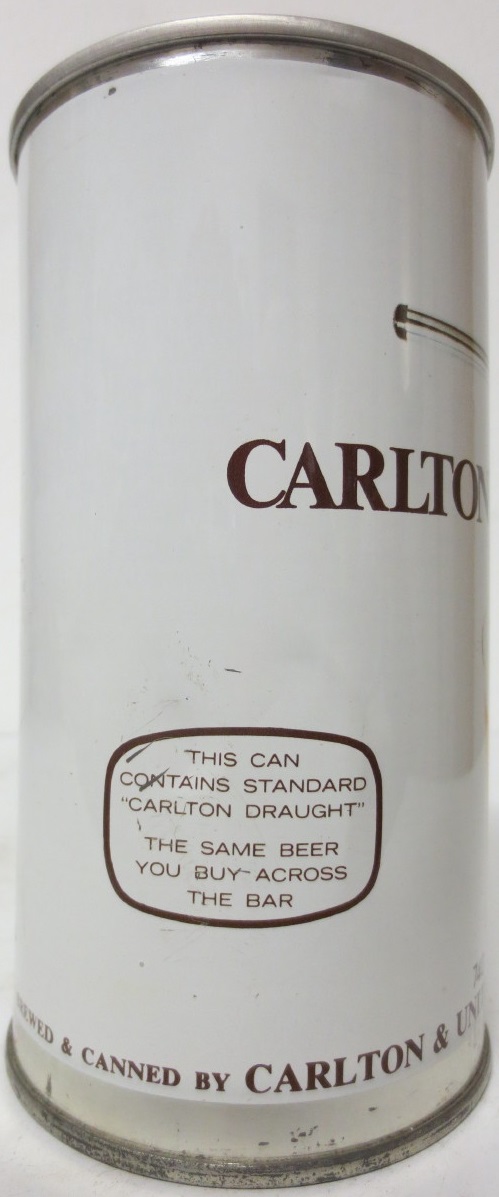 CARLTON
THIS CAN
CONTAINS STANDARD
"CARLTON DRAUGHT"
THE SAME BEER
YOU BUY ACROSS
THE BAR
BREWED & CANNED BY CARLTON & UNI